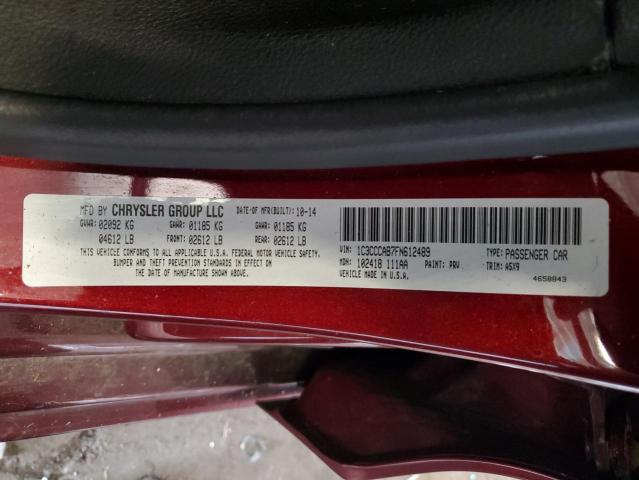 MFD BY CHRYSLER GROUP LLC DATE-OF MFR(BUILT): 10-14
GVWR: 02092 KG GAWR: 01185 KG GAWR: 01185 KG
04612 LB FRONT: 02612 LB REAR: 02612 LB
THIS VEHICLE CONFORMS TO ALL APPLICABLE U.S.A. FEDERAL MOTOR VEHICLE SAFETY,
BUMPER AND THEFT PREVENTION STANDARDS IN EFFECT ON
THE DATE OF MANUFACTURE SHOWN ABOVE.
VIN: 1C3CCCAB7FN612489 TYPE: PASSENGER CAR
MDH: 102418 111AA PAINT: PRV TRIM: A5X9
VEHICLE MADE IN U.S.A. 4658843